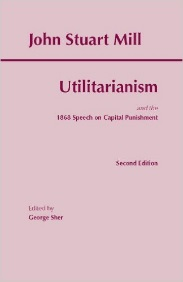 John Stuart Mill
Utilitarianism
and the
1868 Speech on Capital Punishment
Second Edition
Edited by
George Sher